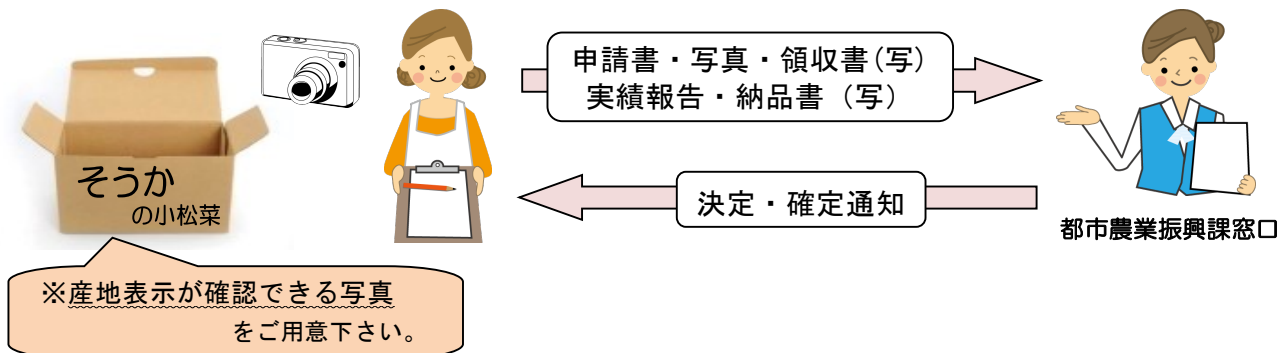 そうか
の小松菜
申請書・写真・領収書(写)
実績報告・納品書（写）
決定・確定通知
都市農業振興課窓口
※産地表示が確認できる写真
をご用意下さい。